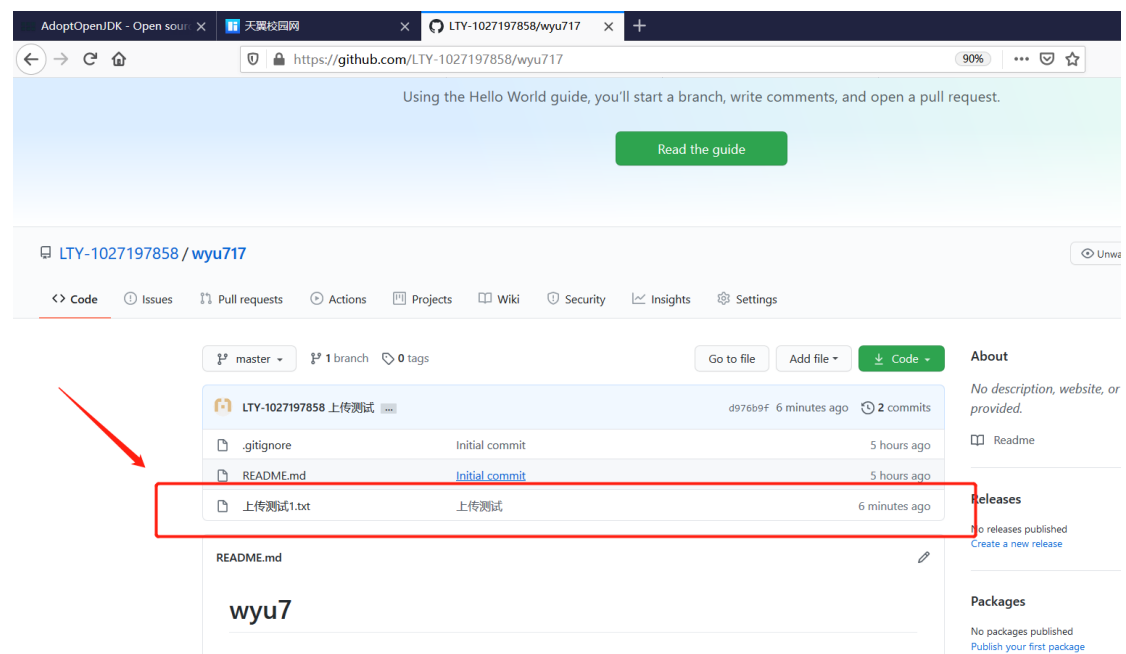 AdoptOpenJDK - Open sour
天翼校园网
LTY-1027197858/wyu717
https://github.com/LTY-1027197858/wyu717
90%
Using the Hello World guide, you'll start a branch, write comments, and open a pull request.
Read the guide
LTY-1027197858 / wyu717
Unwa
Code Issues Pull requests Actions Projects Wiki Security Insights Settings
master 1 branch 0 tags Go to file Add file Code
About
No description, website, or
provided.
Readme
LTY-1027197858 上传测试 ... d976b9f 6 minutes ago 2 commits
.gitignore Initial commit 5 hours ago
README.md Initial commit 5 hours ago
上传测试1.txt 上传测试 6 minutes ago
Releases
No releases published
Create a new release
README.md
wyu7
Packages
No packages published
Publish your first package